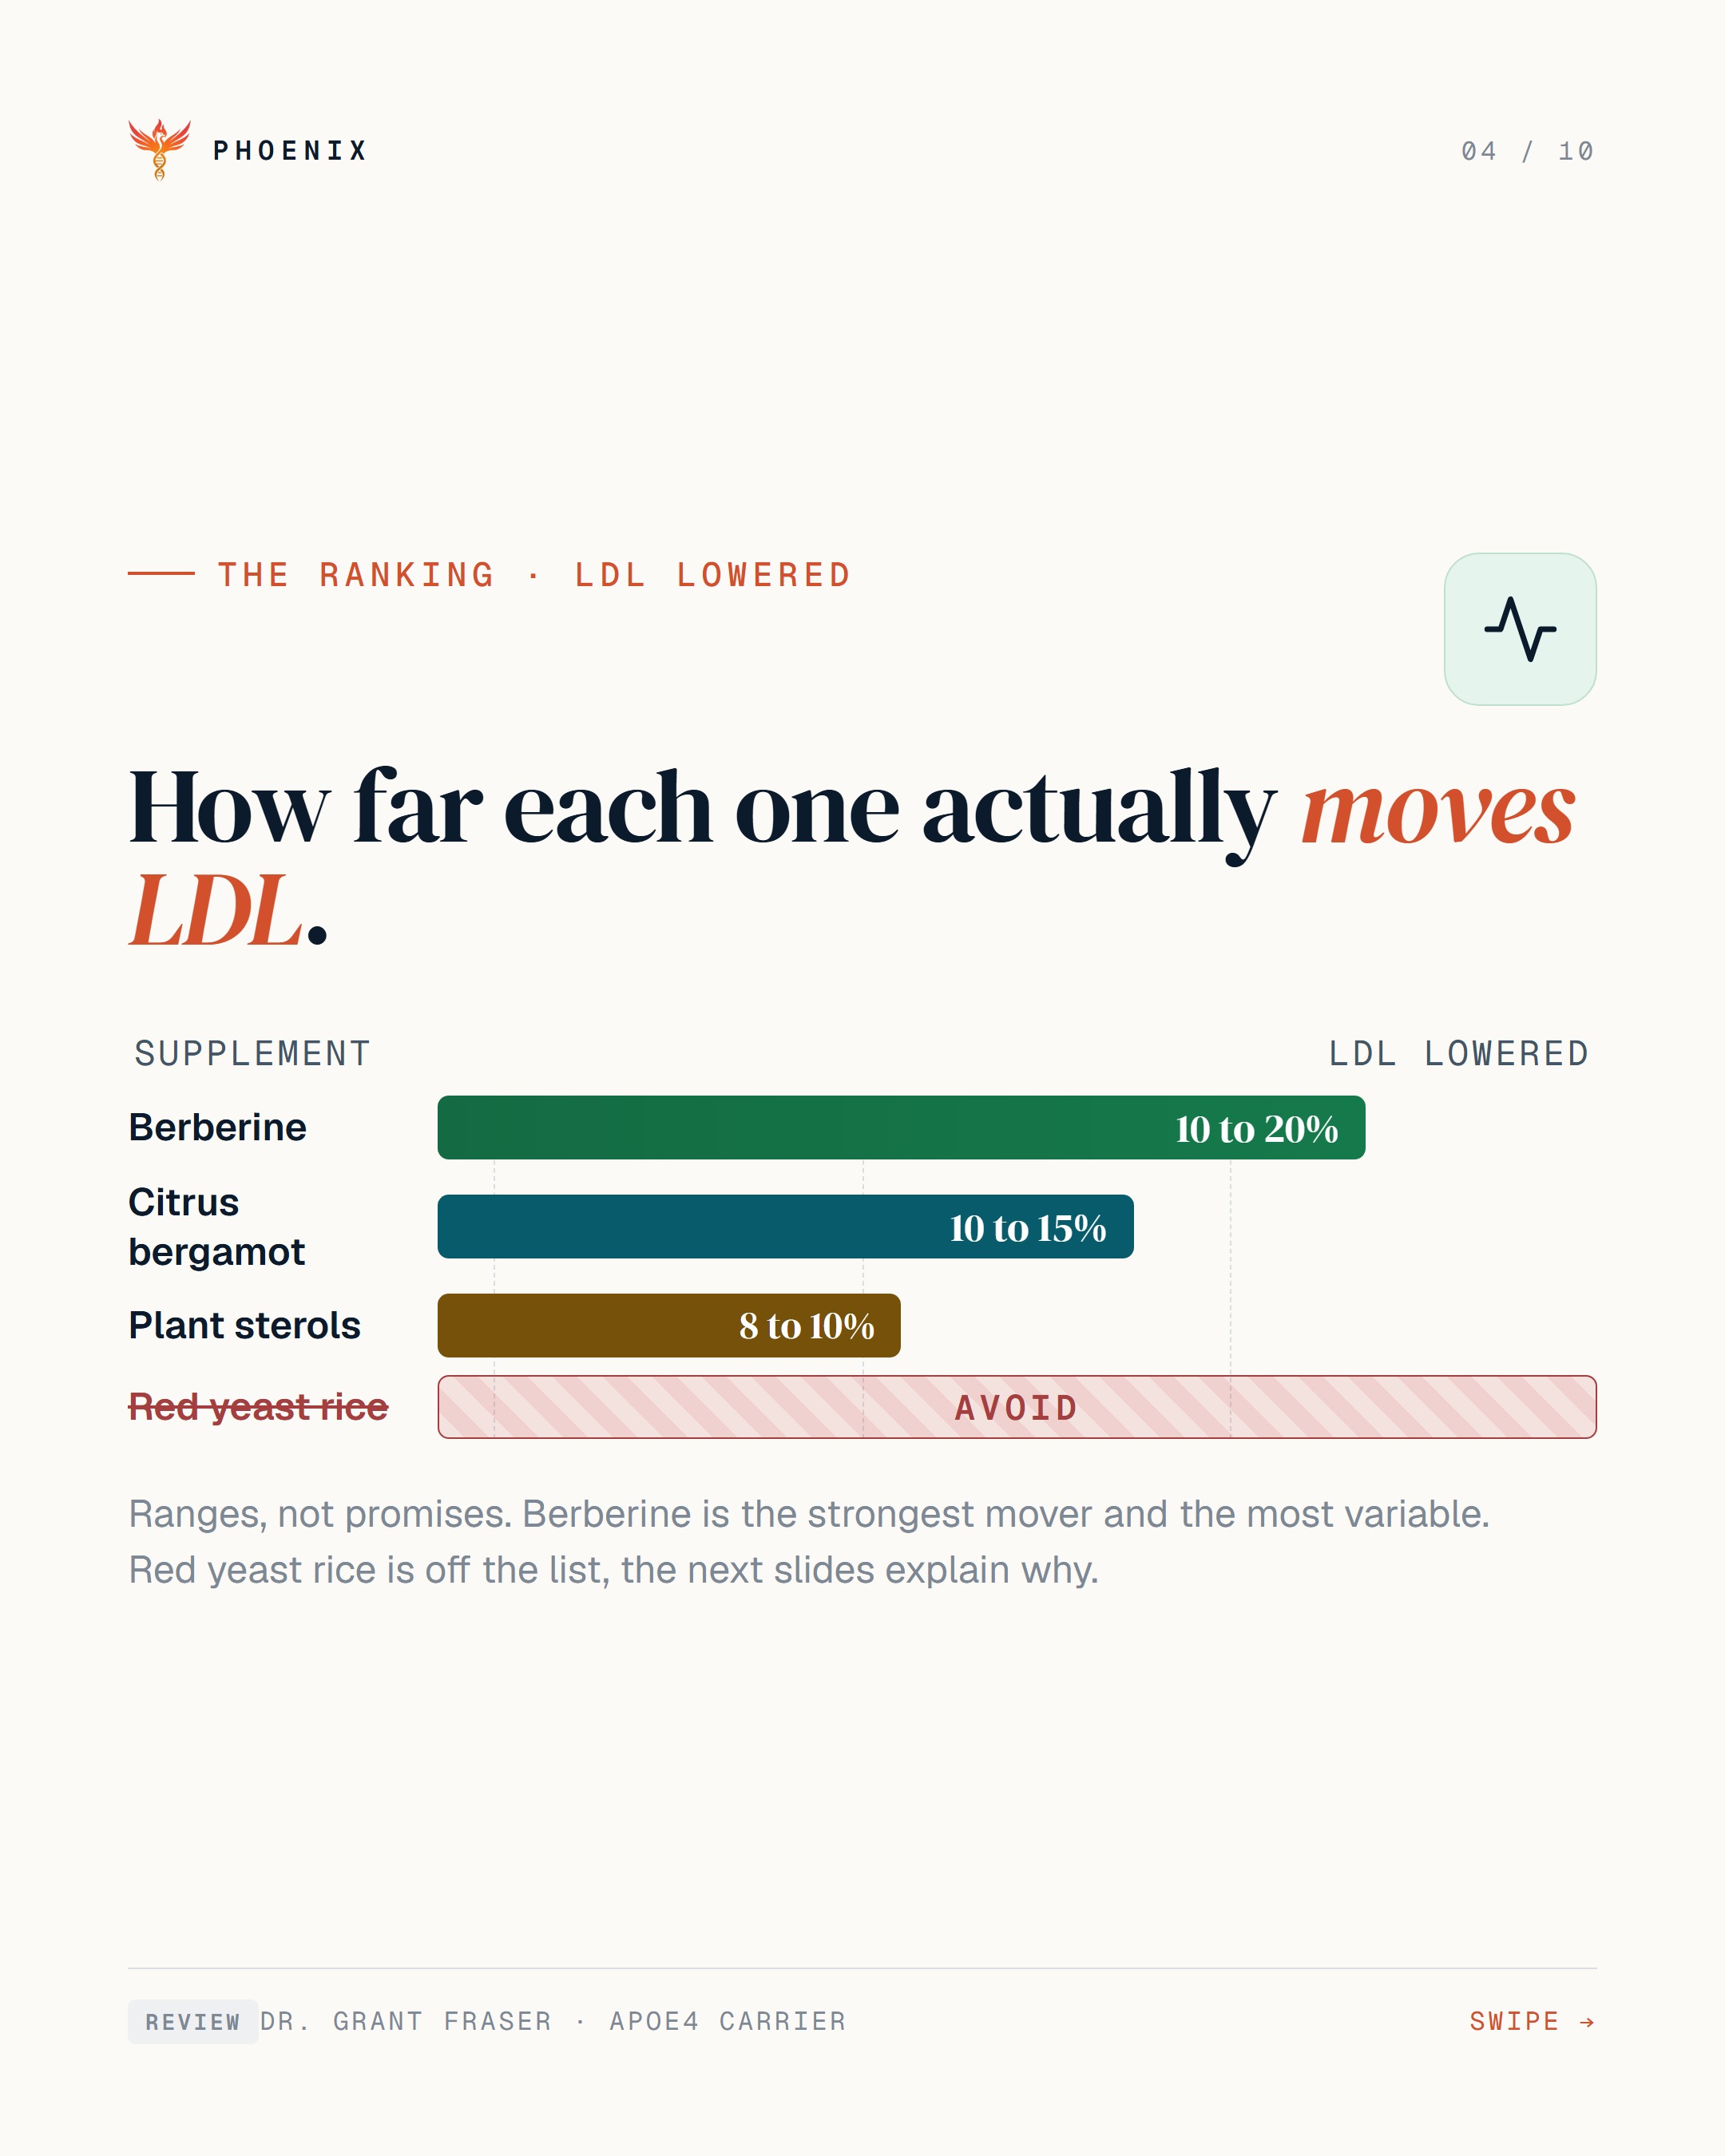 PHOENIX
04 / 10
THE RANKING · LDL LOWERED
How far each one actually moves
LDL.
SUPPLEMENT
LDL LOWERED
Berberine
10 to 20%
Citrus
bergamot
10 to 15%
Plant sterols
8 to 10%
Red yeast rice
AVOID
Ranges, not promises. Berberine is the strongest mover and the most variable.
Red yeast rice is off the list, the next slides explain why.
REVIEW DR. GRANT FRASER · APOE4 CARRIER
SWIPE →